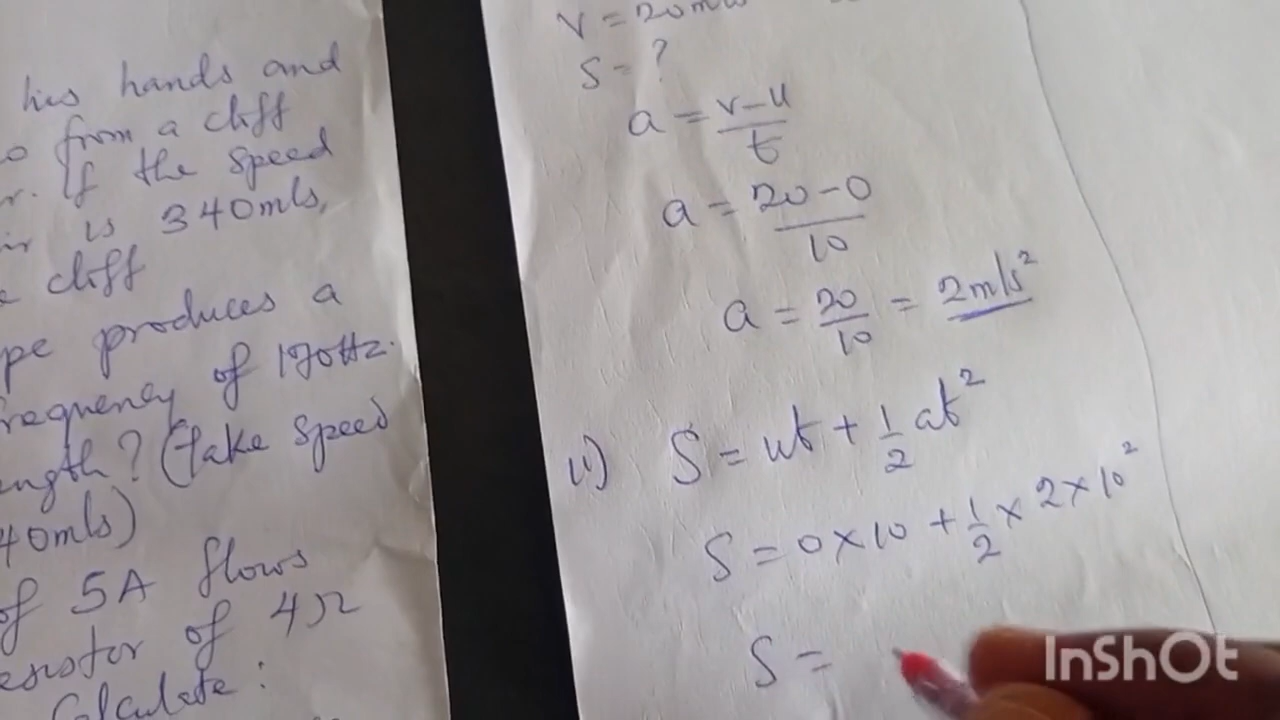 his hands and
from a cliff
If the speed
is 340m/s,
cliff
produces a
frequency of 170Hz.
? (take speed
40m/s)
of 5A flows
of 4Ω
Calculate:
V = 20m/s
S = ?
a = v-u/t
a = 20-0/10
a = 20/10 = 2m/s²
ii) S = ut + 1/2 at²
S = 0×10 + 1/2 × 2 × 10²
S =
InShOt